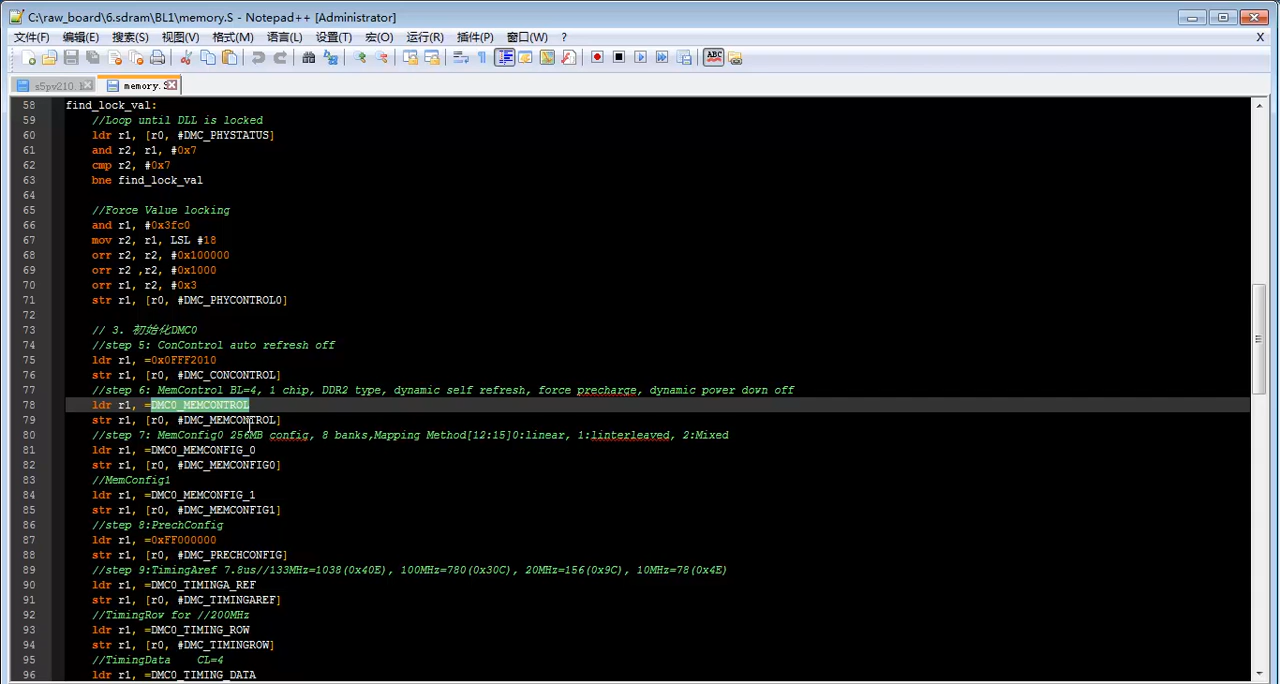 C:\raw_board\6.sdram\BL1\memory.S - Notepad++ [Administrator]
文件(F) 编辑(E) 搜索(S) 视图(V) 格式(M) 语言(L) 设置(T) 宏(O) 运行(R) 插件(P) 窗口(W) ? X
s5pv210. memory.S
58 find_lock_val:
59 //Loop until DLL is locked
60 ldr r1, [r0, #DMC_PHYSTATUS]
61 and r2, r1, #0x7
62 cmp r2, #0x7
63 bne find_lock_val
64
65 //Force Value locking
66 and r1, #0x3fc0
67 mov r2, r1, LSL #18
68 orr r2, r2, #0x100000
69 orr r2 ,r2, #0x1000
70 orr r1, r2, #0x3
71 str r1, [r0, #DMC_PHYCONTROL0]
72
73 // 3. 初始化DMC0
74 //step 5: ConControl auto refresh off
75 ldr r1, =0x0FFF2010
76 str r1, [r0, #DMC_CONCONTROL]
77 //step 6: MemControl BL=4, 1 chip, DDR2 type, dynamic self refresh, force precharge, dynamic power down off
78 ldr r1, =DMC0_MEMCONTROL
79 str r1, [r0, #DMC_MEMCONTROL]
80 //step 7: MemConfig0 256MB config, 8 banks,Mapping Method[12:15]0:linear, 1:linterleaved, 2:Mixed
81 ldr r1, =DMC0_MEMCONFIG_0
82 str r1, [r0, #DMC_MEMCONFIG0]
83 //MemConfig1
84 ldr r1, =DMC0_MEMCONFIG_1
85 str r1, [r0, #DMC_MEMCONFIG1]
86 //step 8:PrechConfig
87 ldr r1, =0xFF000000
88 str r1, [r0, #DMC_PRECHCONFIG]
89 //step 9:TimingAref 7.8us//133MHz=1038(0x40E), 100MHz=780(0x30C), 20MHz=156(0x9C), 10MHz=78(0x4E)
90 ldr r1, =DMC0_TIMINGA_REF
91 str r1, [r0, #DMC_TIMINGAREF]
92 //TimingRow for //200MHz
93 ldr r1, =DMC0_TIMING_ROW
94 str r1, [r0, #DMC_TIMINGROW]
95 //TimingData CL=4
96 ldr r1, =DMC0_TIMING_DATA